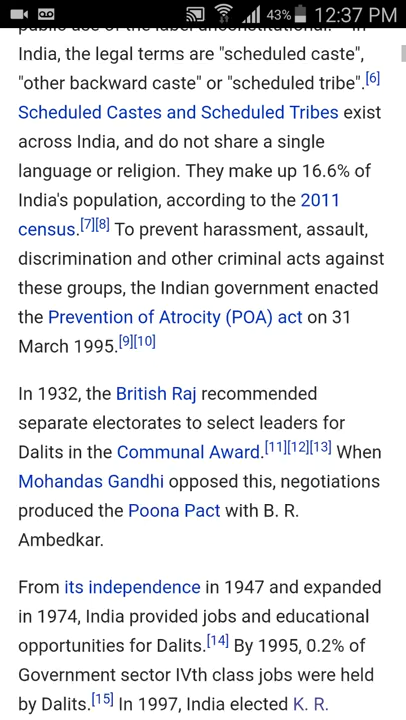 43% 12:37 PM
India, the legal terms are "scheduled caste",
"other backward caste" or "scheduled tribe".[6]
Scheduled Castes and Scheduled Tribes exist
across India, and do not share a single
language or religion. They make up 16.6% of
India's population, according to the 2011
census.[7][8] To prevent harassment, assault,
discrimination and other criminal acts against
these groups, the Indian government enacted
the Prevention of Atrocity (POA) act on 31
March 1995.[9][10]
In 1932, the British Raj recommended
separate electorates to select leaders for
Dalits in the Communal Award.[11][12][13] When
Mohandas Gandhi opposed this, negotiations
produced the Poona Pact with B. R.
Ambedkar.
From its independence in 1947 and expanded
in 1974, India provided jobs and educational
opportunities for Dalits.[14] By 1995, 0.2% of
Government sector IVth class jobs were held
by Dalits.[15] In 1997, India elected K. R.